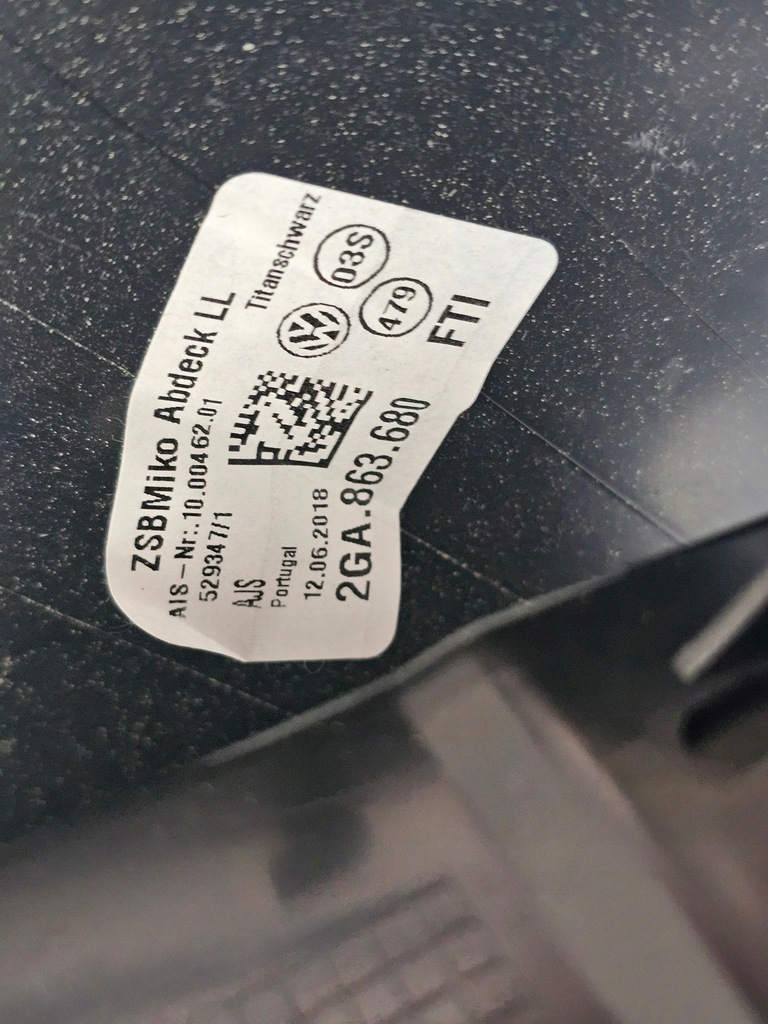 ZSBMiko Abdeck LL
AIS-Nr:.10.00462.01
529347/1
Titanschwarz
AJS
Portugal
12.06.2018
VW
03S
479
2GA.863.680
FTI